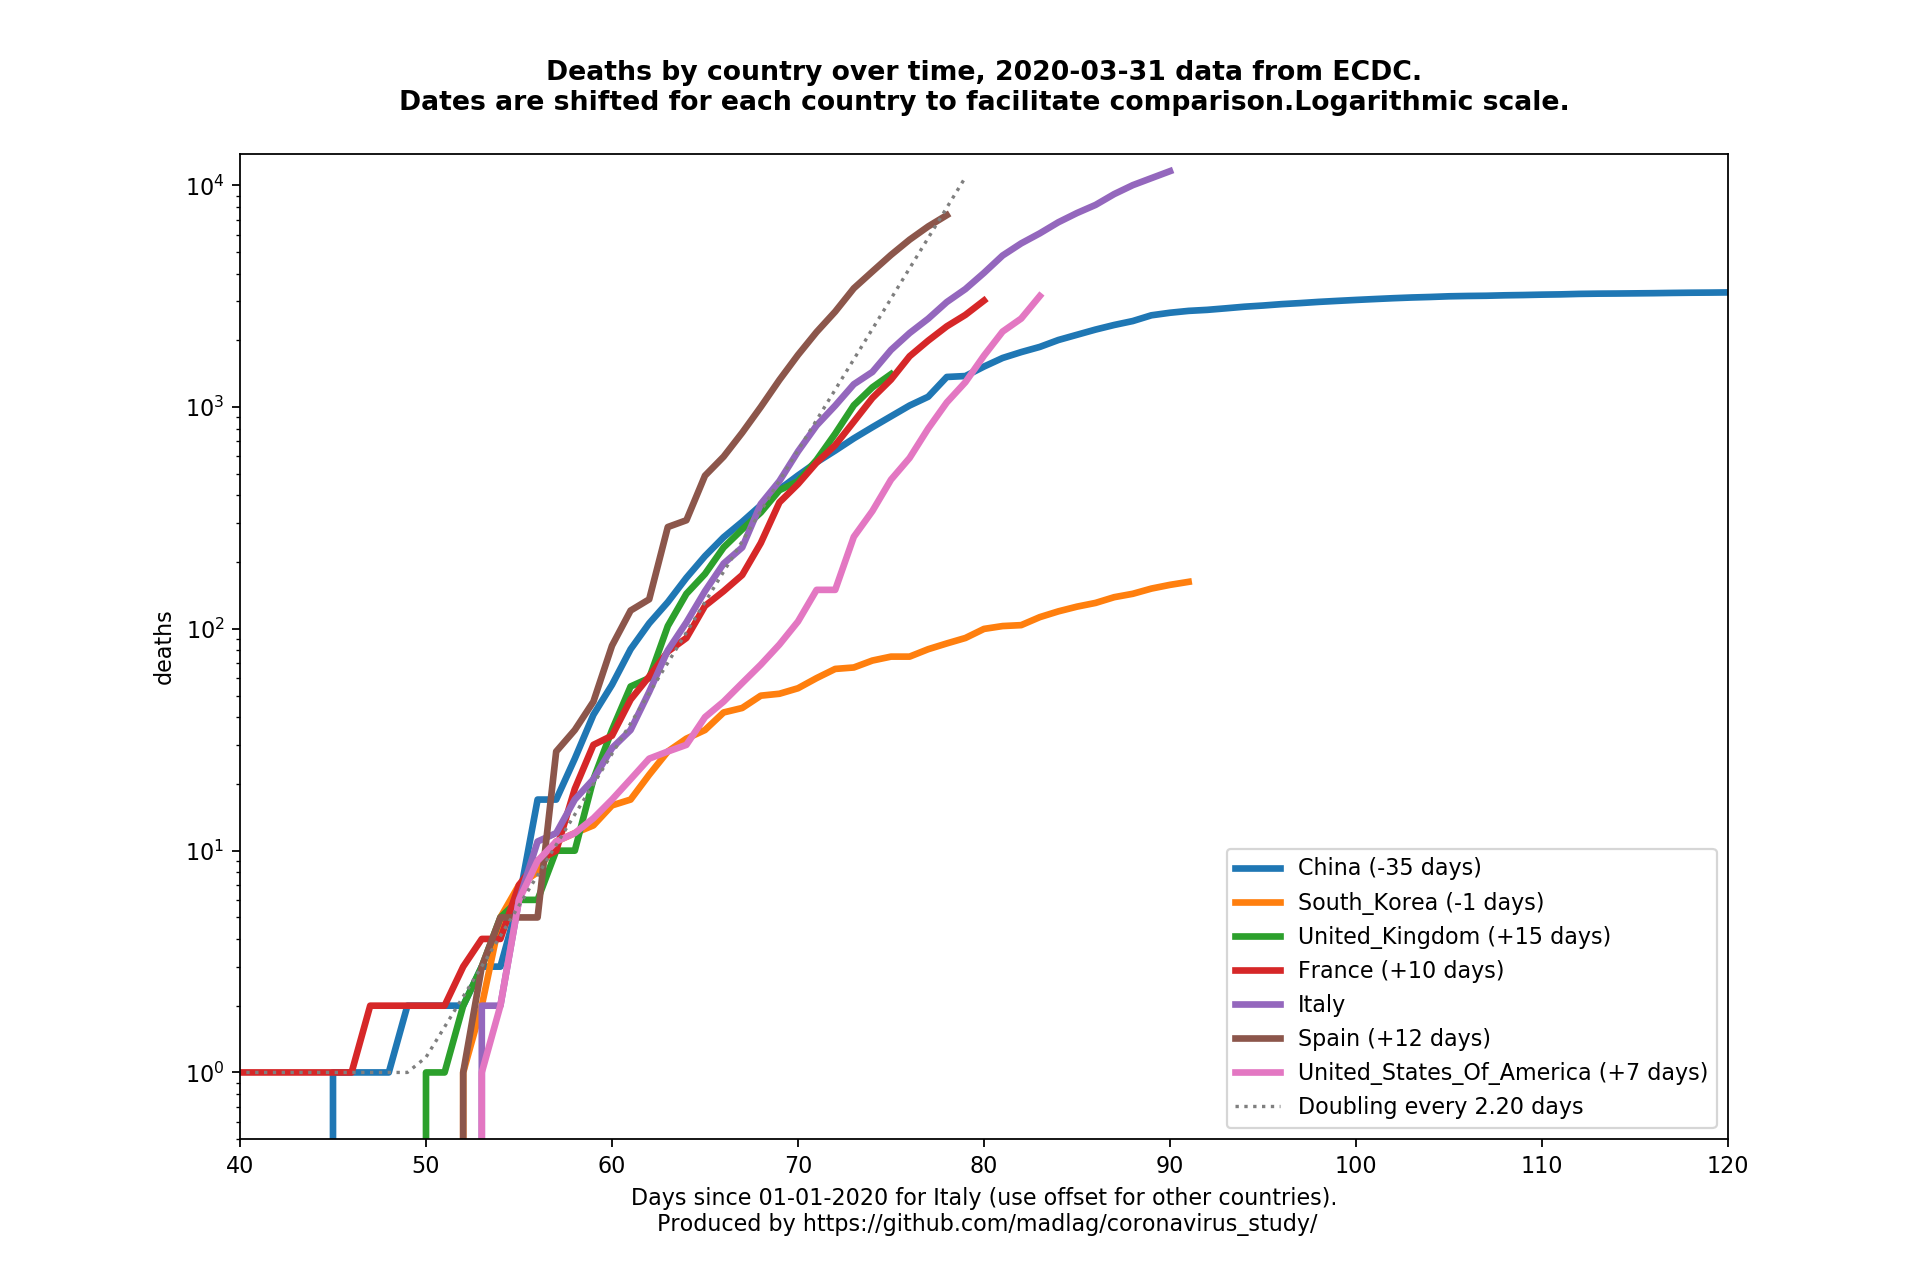 Deaths by country over time, 2020-03-31 data from ECDC.
Dates are shifted for each country to facilitate comparison.Logarithmic scale.
deaths
10^4
10^3
10^2
10^1
10^0
China (-35 days)
South_Korea (-1 days)
United_Kingdom (+15 days)
France (+10 days)
Italy
Spain (+12 days)
United_States_Of_America (+7 days)
Doubling every 2.20 days
40 50 60 70 80 90 100 110 120
Days since 01-01-2020 for Italy (use offset for other countries).
Produced by https://github.com/madlag/coronavirus_study/